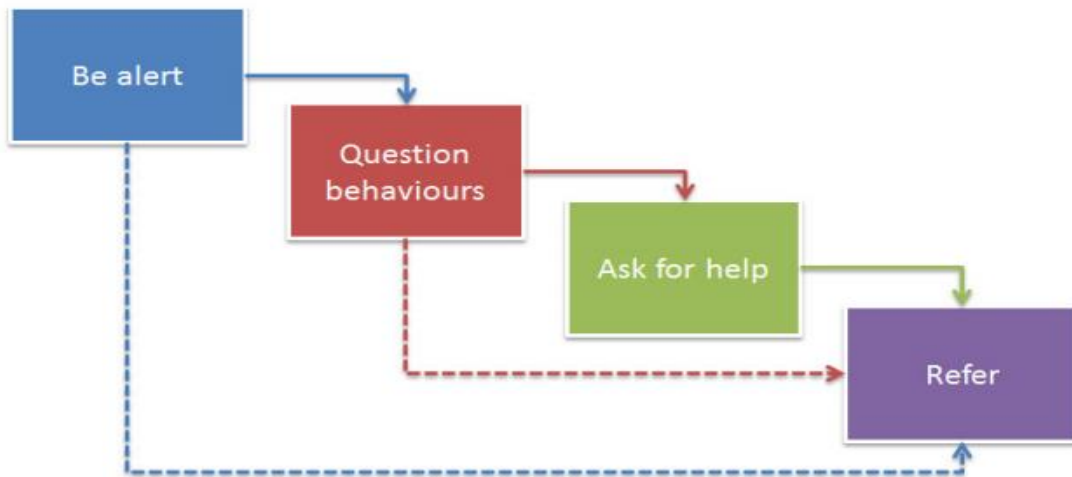 Be alert
Question
behaviours
Ask for help
Refer